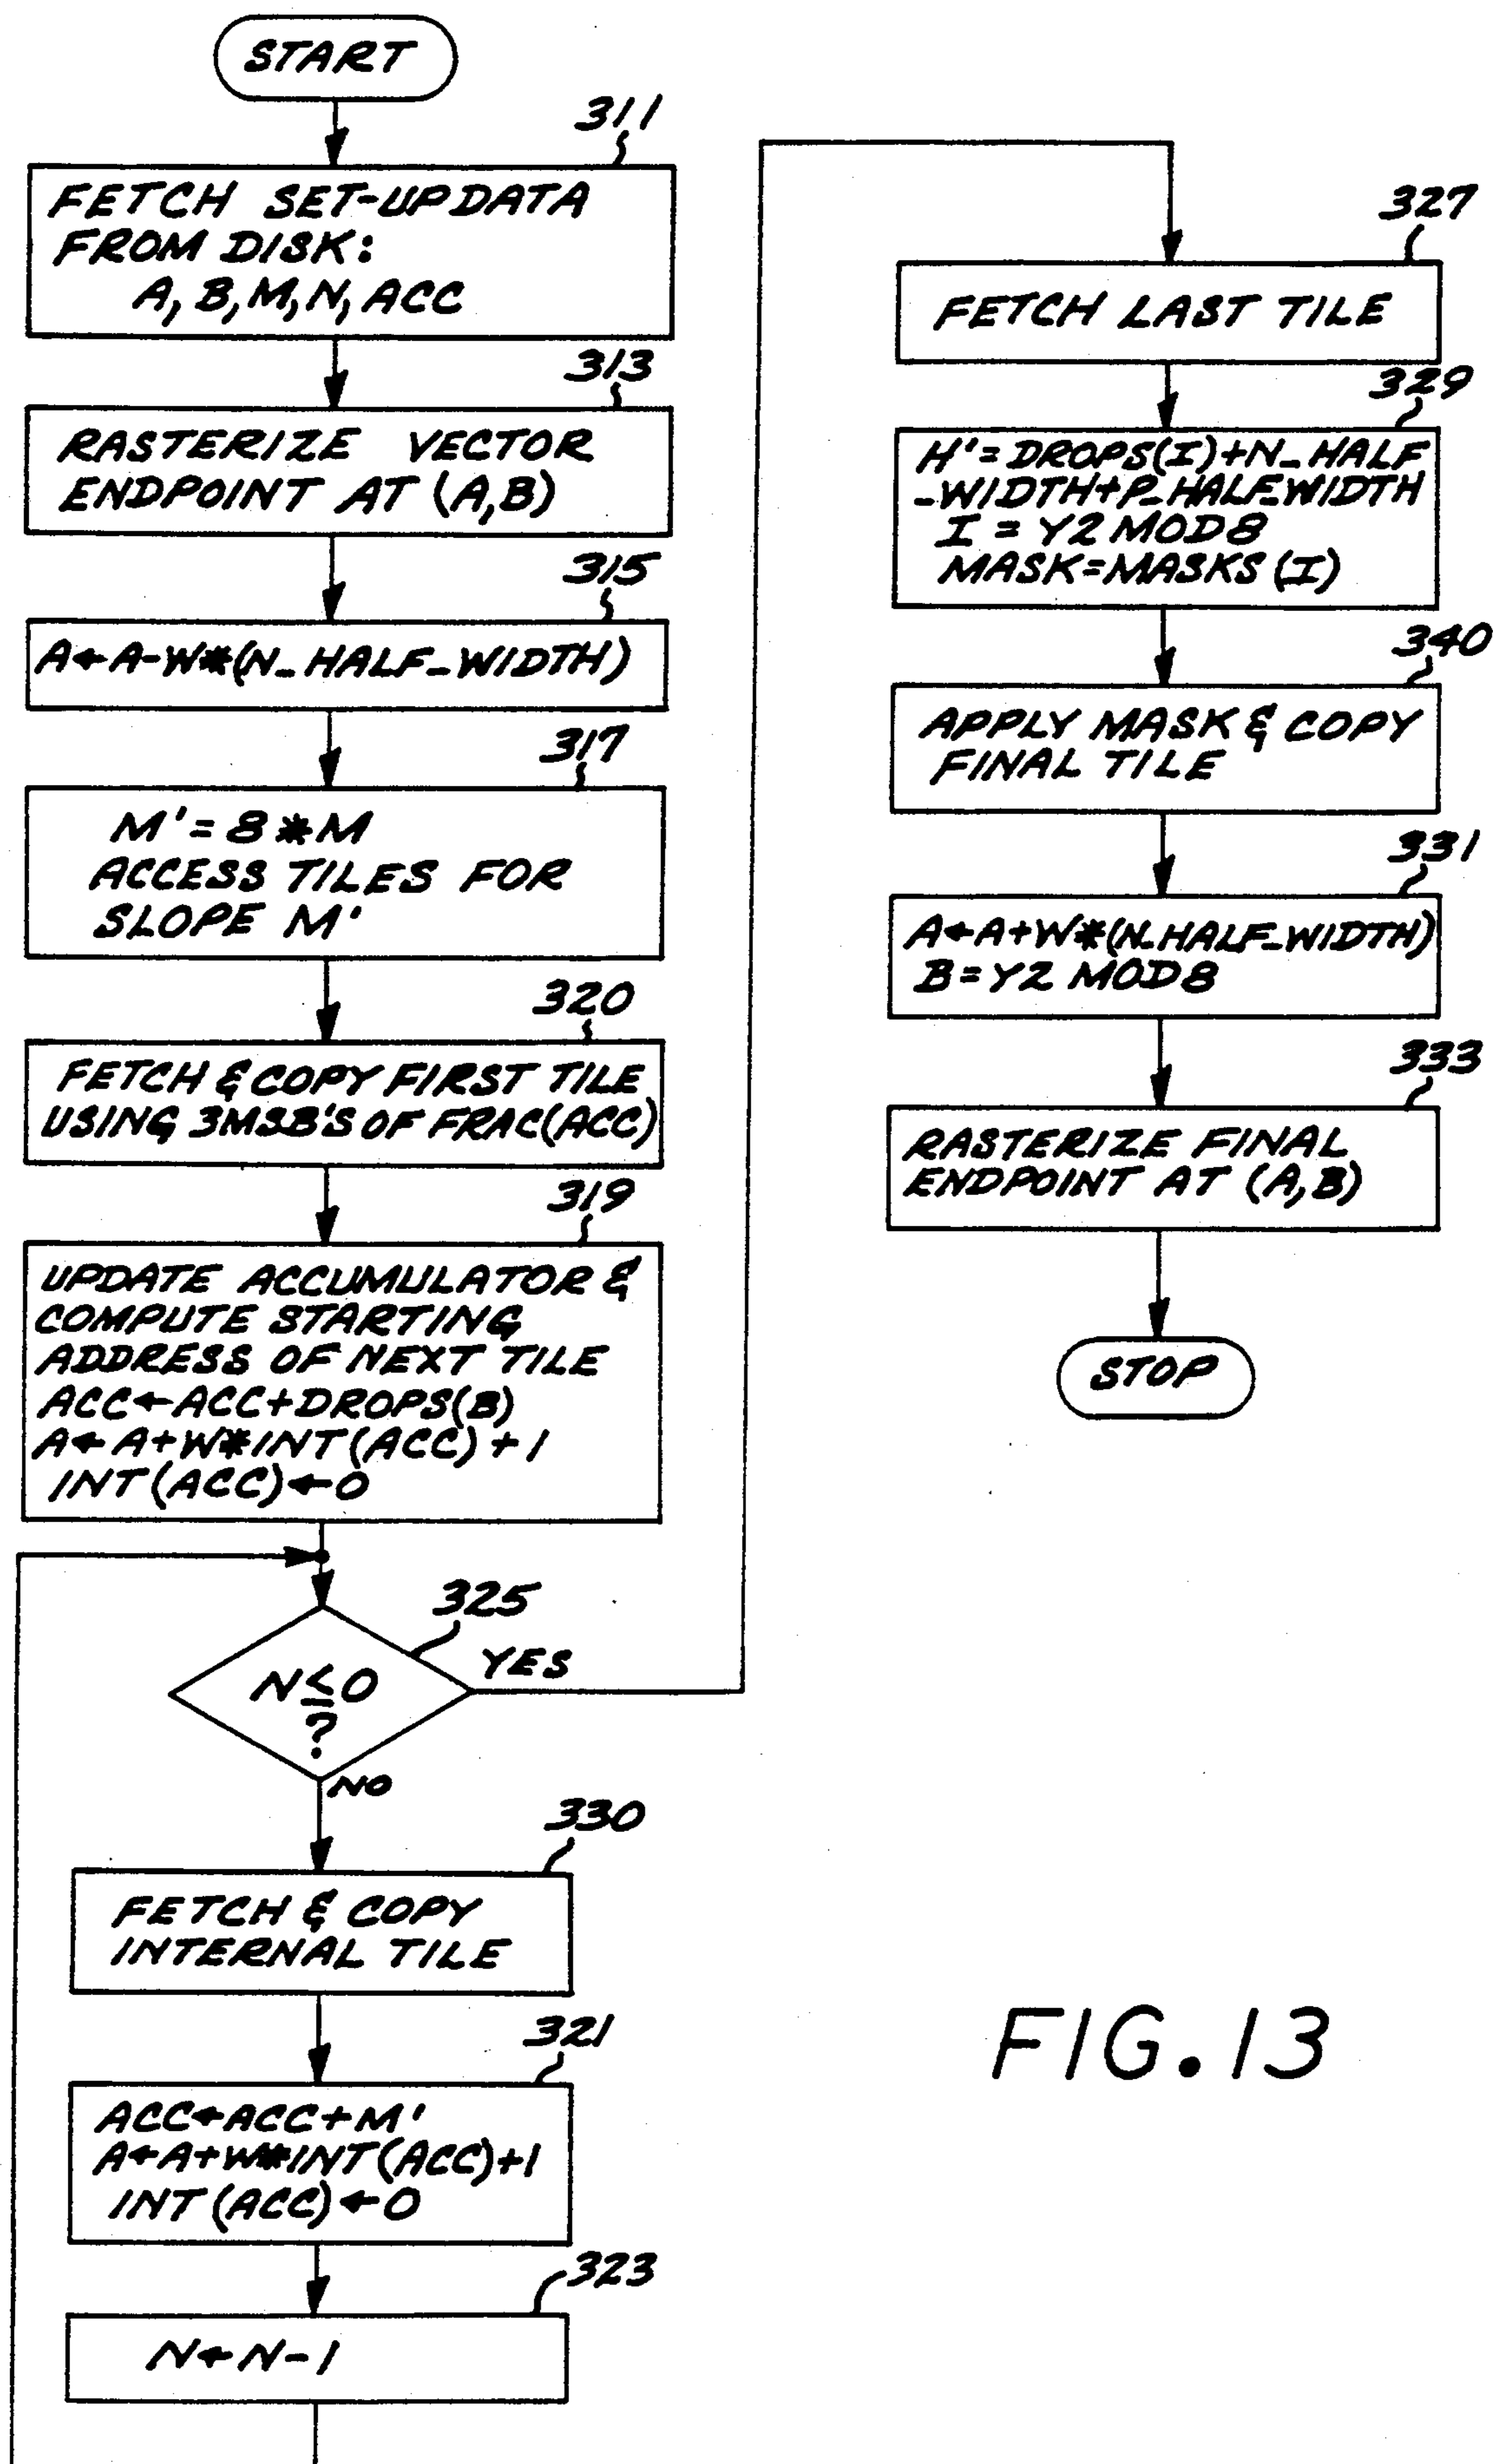 START
311
FETCH SET-UP DATA
FROM DISK:
A, B, M, N, ACC
313
RASTERIZE VECTOR
ENDPOINT AT (A,B)
315
A←A-W*(N_HALF_WIDTH)
317
M'=8*M
ACCESS TILES FOR
SLOPE M'
320
FETCH & COPY FIRST TILE
USING 3MSB'S OF FRAC(ACC)
319
UPDATE ACCUMULATOR &
COMPUTE STARTING
ADDRESS OF NEXT TILE
ACC←ACC+DROPS(B)
A←A+W*INT(ACC)+1
INT(ACC)←0
325
N≤0
?
YES
NO
330
FETCH & COPY
INTERNAL TILE
321
ACC←ACC+M'
A←A+W*INT(ACC)+1
INT(ACC)←0
323
N←N-1
327
FETCH LAST TILE
329
H'=DROPS(I)+N_HALF
_WIDTH+P_HALF_WIDTH
I=Y2 MOD8
MASK=MASKS(I)
340
APPLY MASK & COPY
FINAL TILE
331
A←A+W*(N_HALF_WIDTH)
B=Y2 MOD8
333
RASTERIZE FINAL
ENDPOINT AT (A,B)
STOP
FIG.13